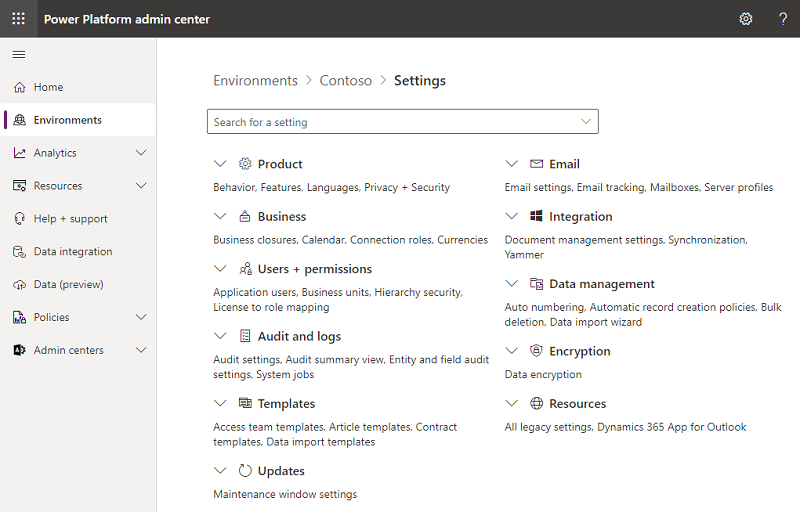 Power Platform admin center
?
Home
Environments
Analytics
Resources
Help + support
Data integration
Data (preview)
Policies
Admin centers
Environments > Contoso > Settings
Search for a setting
Product
Behavior, Features, Languages, Privacy + Security
Business
Business closures, Calendar, Connection roles, Currencies
Users + permissions
Application users, Business units, Hierarchy security,
License to role mapping
Audit and logs
Audit settings, Audit summary view, Entity and field audit
settings, System jobs
Templates
Access team templates, Article templates, Contract
templates, Data import templates
Updates
Maintenance window settings
Email
Email settings, Email tracking, Mailboxes, Server profiles
Integration
Document management settings, Synchronization,
Yammer
Data management
Auto numbering, Automatic record creation policies, Bulk
deletion, Data import wizard
Encryption
Data encryption
Resources
All legacy settings, Dynamics 365 App for Outlook